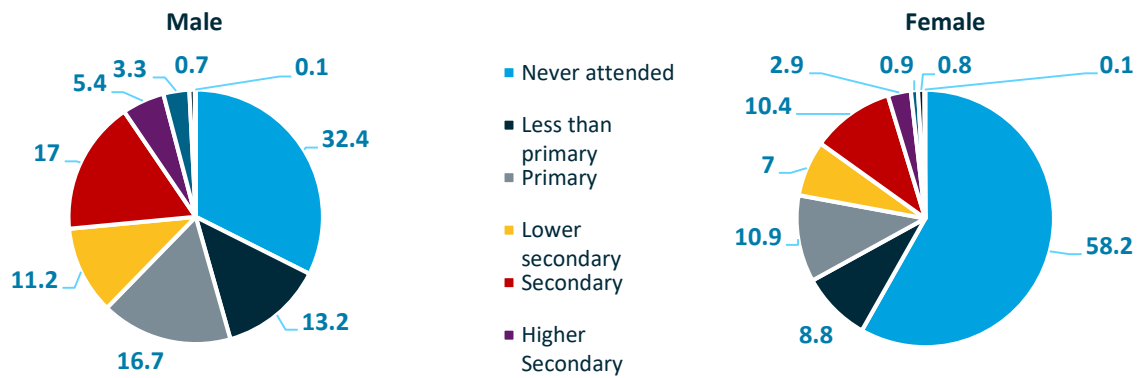 Male
Female
5.4
3.3
0.7
0.1
32.4
17
11.2
16.7
13.2
Never attended
Less than
primary
Primary
Lower
secondary
Secondary
Higher
Secondary
2.9
0.9
0.8
0.1
10.4
7
10.9
8.8
58.2